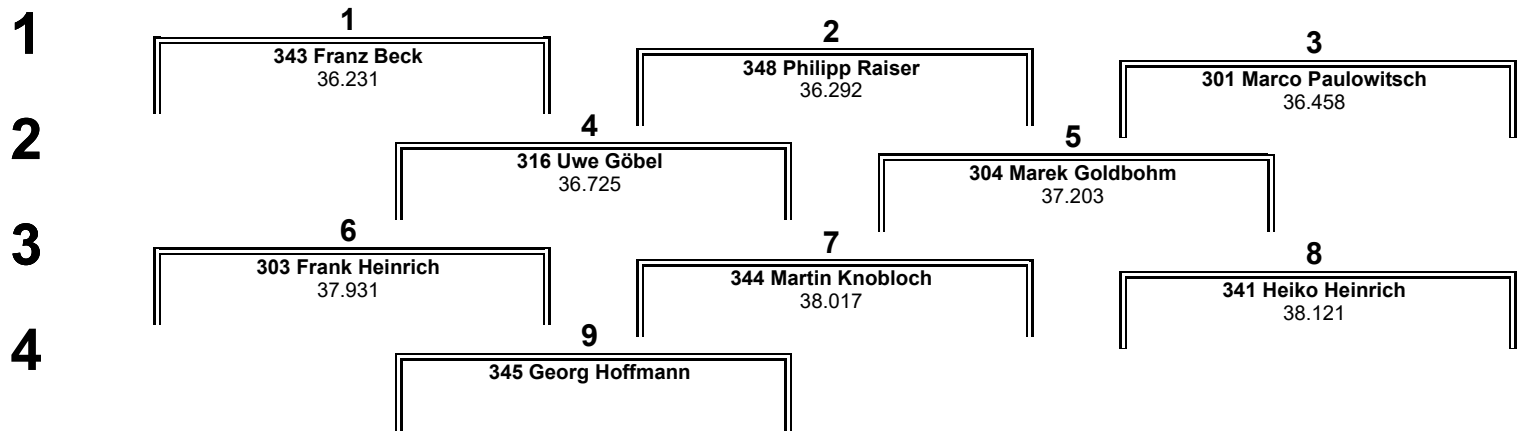 1
1
343 Franz Beck
36.231
2
348 Philipp Raiser
36.292
3
301 Marco Paulowitsch
36.458
2
4
316 Uwe Göbel
36.725
5
304 Marek Goldbohm
37.203
3
6
303 Frank Heinrich
37.931
7
344 Martin Knobloch
38.017
8
341 Heiko Heinrich
38.121
4
9
345 Georg Hoffmann